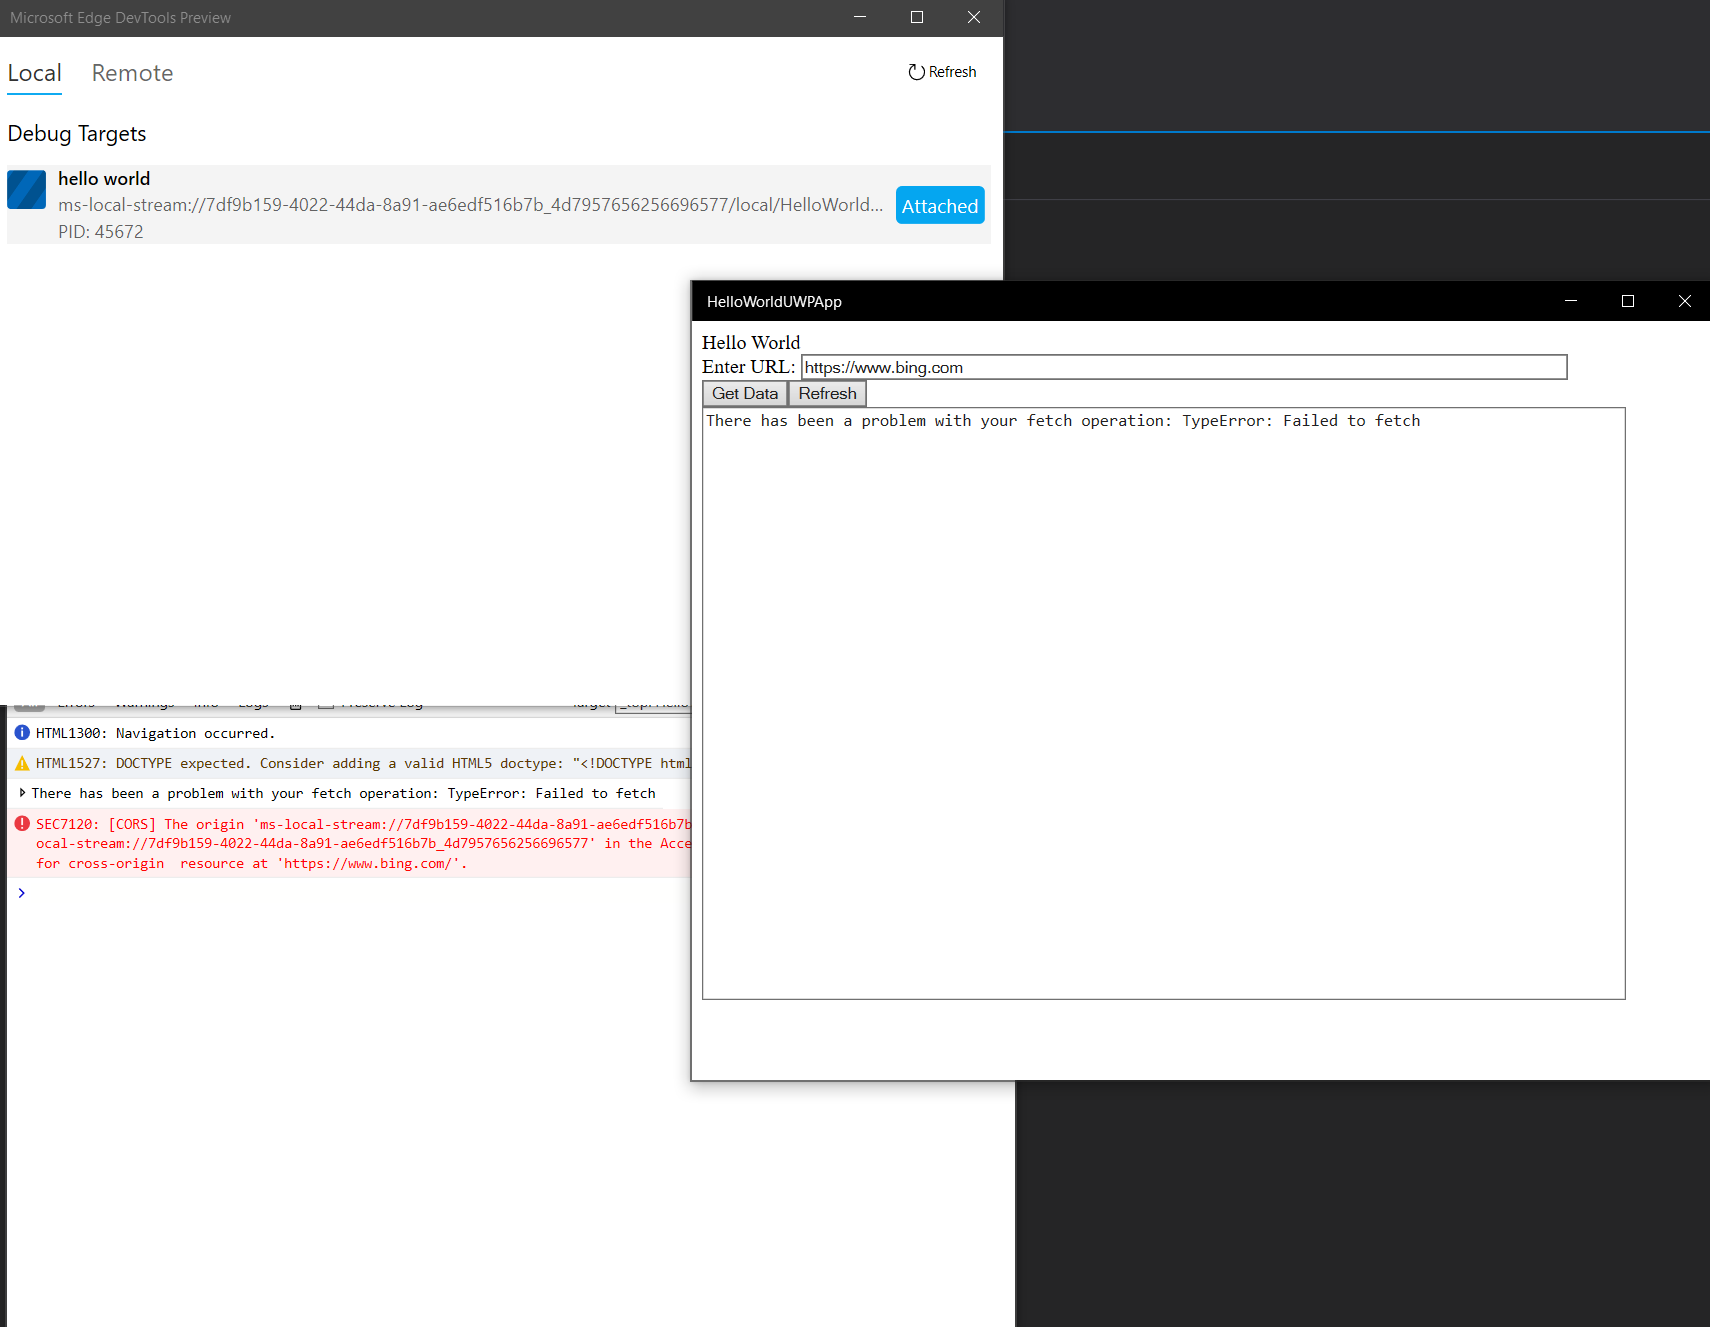 Microsoft Edge DevTools Preview
Local Remote
Refresh
Debug Targets
hello world
ms-local-stream://7df9b159-4022-44da-8a91-ae6edf516b7b_4d7957656256696577/local/HelloWorld...
Attached
PID: 45672
HelloWorldUWPApp
Hello World
Enter URL: https://www.bing.com
Get Data Refresh
There has been a problem with your fetch operation: TypeError: Failed to fetch
HTML1300: Navigation occurred.
HTML1527: DOCTYPE expected. Consider adding a valid HTML5 doctype: "<!DOCTYPE html
There has been a problem with your fetch operation: TypeError: Failed to fetch
SEC7120: [CORS] The origin 'ms-local-stream://7df9b159-4022-44da-8a91-ae6edf516b7b
ocal-stream://7df9b159-4022-44da-8a91-ae6edf516b7b_4d7957656256696577' in the Acce
for cross-origin  resource at 'https://www.bing.com/'.